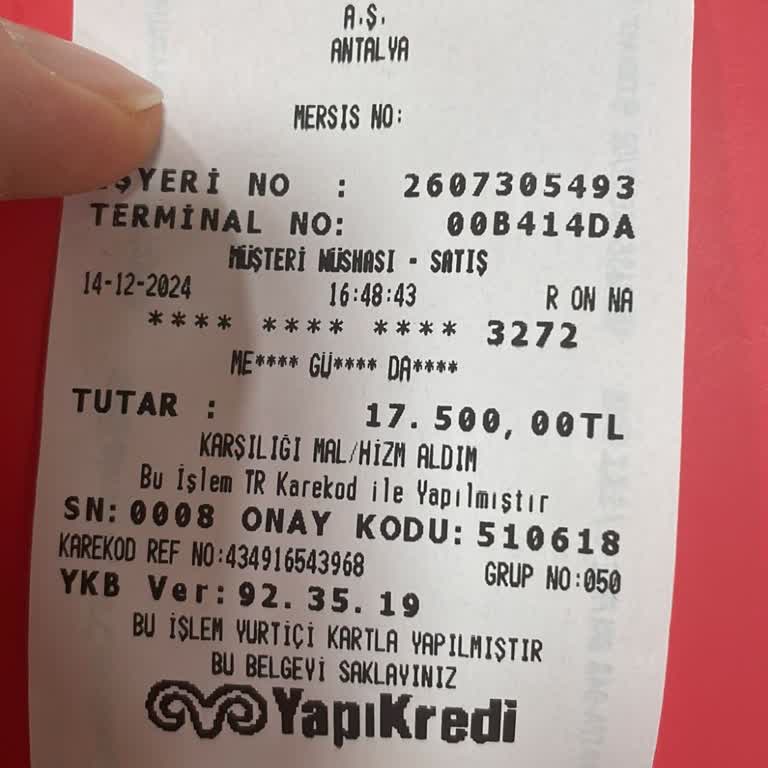 A.Ş.
ANTALYA
MERSIS NO:
İŞYERİ NO : 2607305493
TERMİNAL NO: 00B414DA
MÜŞTERİ NÜSHASI - SATIŞ
14-12-2024 16:48:43 R ON NA
**** **** **** 3272
ME**** GÜ**** DA****
TUTAR : 17.500,00TL
KARŞILIĞI MAL/HİZM ALDIM
Bu İşlem TR Karekod ile Yapılmıştır
SN:0008 ONAY KODU:510618
KAREKOD REF NO:434916543968 GRUP NO:050
YKB Ver:92.35.19
BU İŞLEM YURTİÇİ KARTLA YAPILMIŞTIR
BU BELGEYİ SAKLAYINIZ
YapıKredi